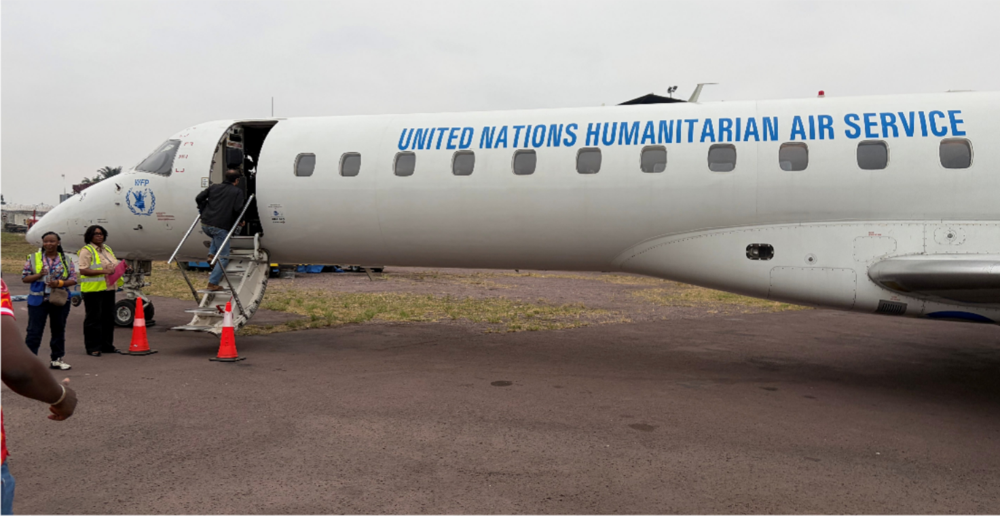 UNITED NATIONS HUMANITARIAN AIR SERVICE
WFP